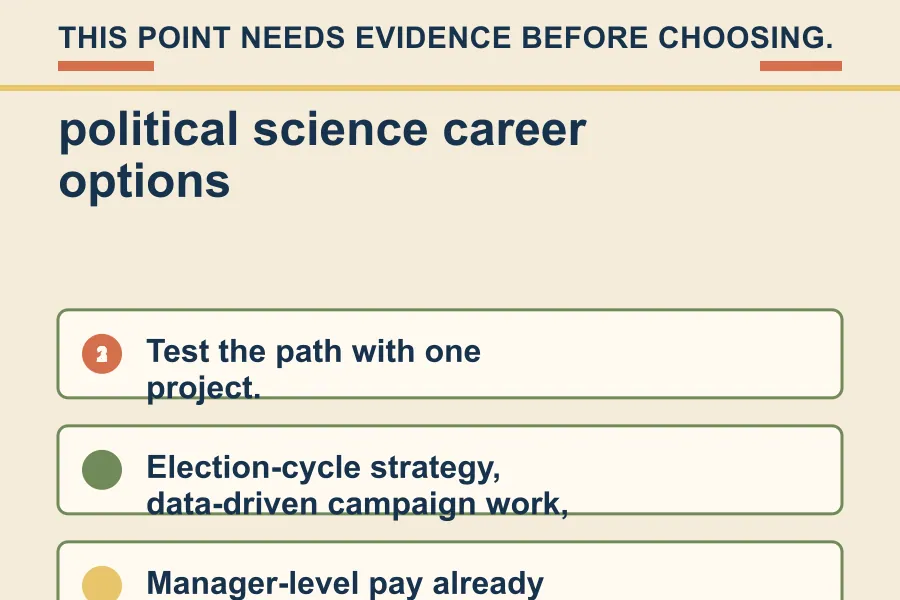 THIS POINT NEEDS EVIDENCE BEFORE CHOOSING.
political science career
options
Test the path with one
project.
Election-cycle strategy,
data-driven campaign work,
Manager-level pay already